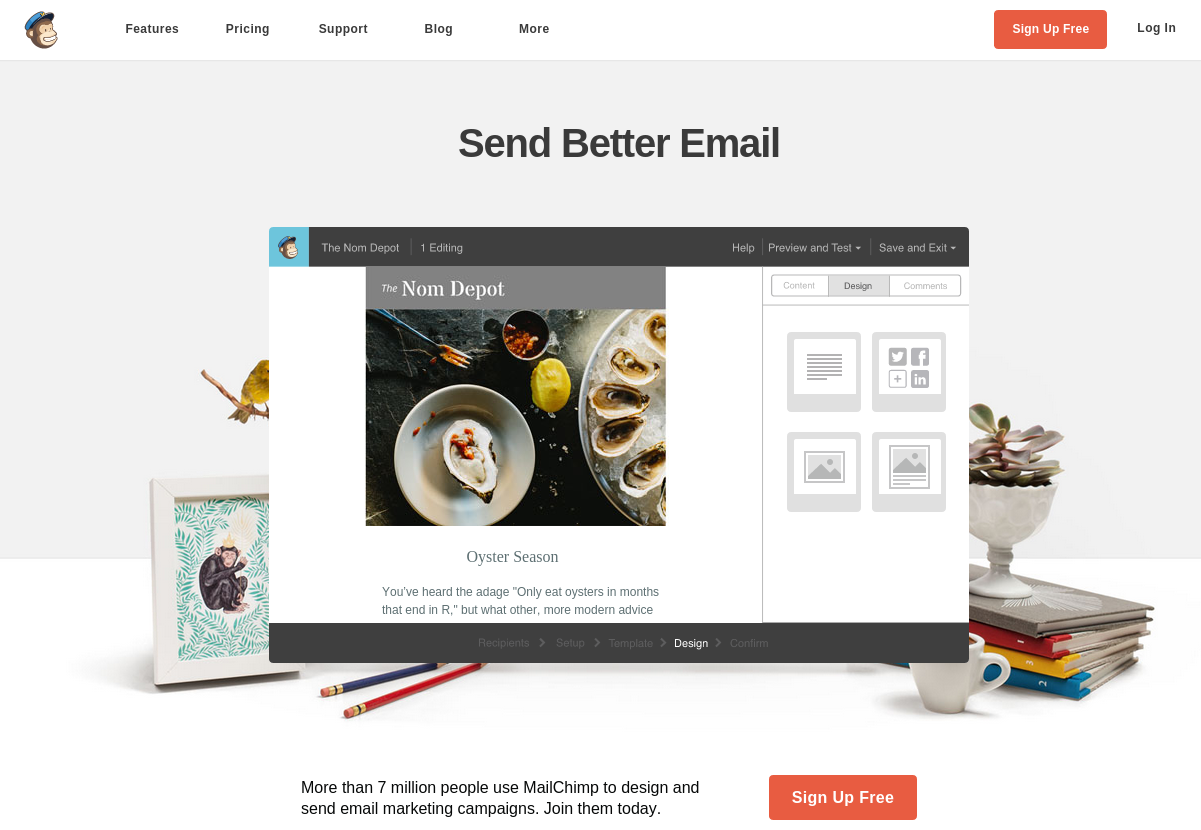 Features Pricing Support Blog More Sign Up Free Log In
Send Better Email
The Nom Depot 1 Editing Help Preview and Test Save and Exit
The Nom Depot
Content Design Comments
Oyster Season
You've heard the adage "Only eat oysters in months
that end in R," but what other, more modern advice
Recipients Setup Template Design Confirm
More than 7 million people use MailChimp to design and
send email marketing campaigns. Join them today.
Sign Up Free